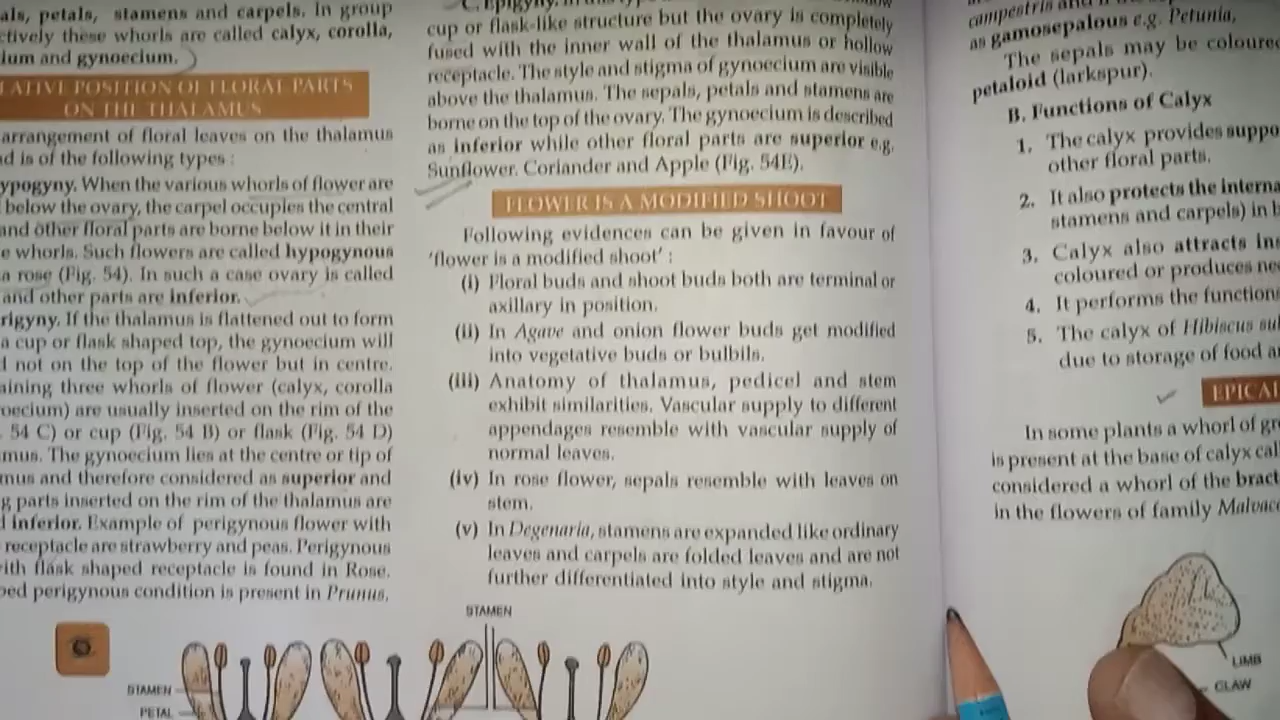 als, petals, stamens and carpels. In group
ctively these whorls are called calyx, corolla,
ium and gynoecium.
LATIVE POSITION OF FLORAL PARTS
ON THE THALAMUS
arrangement of floral leaves on the thalamus
d is of the following types :
ypogyny. When the various whorls of flower are
below the ovary, the carpel occupies the central
and other floral parts are borne below it in their
e whorls. Such flowers are called hypogynous
a rose (Fig. 54). In such a case ovary is called
and other parts are inferior.
rigyny. If the thalamus is flattened out to form
a cup or flask shaped top, the gynoecium will
not on the top of the flower but in centre.
aining three whorls of flower (calyx, corolla
oecium) are usually inserted on the rim of the
. 54 C) or cup (Fig. 54 B) or flask (Fig. 54 D)
mus. The gynoecium lies at the centre or tip of
mus and therefore considered as superior and
g parts inserted on the rim of the thalamus are
inferior. Example of perigynous flower with
receptacle are strawberry and peas. Perigynous
ith flask shaped receptacle is found in Rose.
ped perigynous condition is present in Prunus,
STAMEN
PETAL
C. Epigyny. In this type
cup or flask-like structure but the ovary is completely
fused with the inner wall of the thalamus or hollow
receptacle. The style and stigma of gynoecium are visible
above the thalamus. The sepals, petals and stamens are
borne on the top of the ovary. The gynoecium is described
as inferior while other floral parts are superior e.g.
Sunflower, Coriander and Apple (Fig. 54E).
FLOWER IS A MODIFIED SHOOT
Following evidences can be given in favour of
'flower is a modified shoot' :
(i) Floral buds and shoot buds both are terminal or
axillary in position.
(ii) In Agave and onion flower buds get modified
into vegetative buds or bulbils.
(iii) Anatomy of thalamus, pedicel and stem
exhibit similarities. Vascular supply to different
appendages resemble with vascular supply of
normal leaves.
(iv) In rose flower, sepals resemble with leaves on
stem.
(v) In Degenaria, stamens are expanded like ordinary
leaves and carpels are folded leaves and are not
further differentiated into style and stigma.
STAMEN
campestris and
as gamosepalous e.g. Petunia,
The sepals may be coloured
petaloid (larkspur).
B. Functions of Calyx
1. The calyx provides suppo
other floral parts.
2. It also protects the interna
stamens and carpels) in b
3. Calyx also attracts ins
coloured or produces nec
4. It performs the function
5. The calyx of Hibiscus sub
due to storage of food a
EPICAL
In some plants a whorl of gr
is present at the base of calyx cal
considered a whorl of the bract
in the flowers of family Malvace
LIMB
CLAW